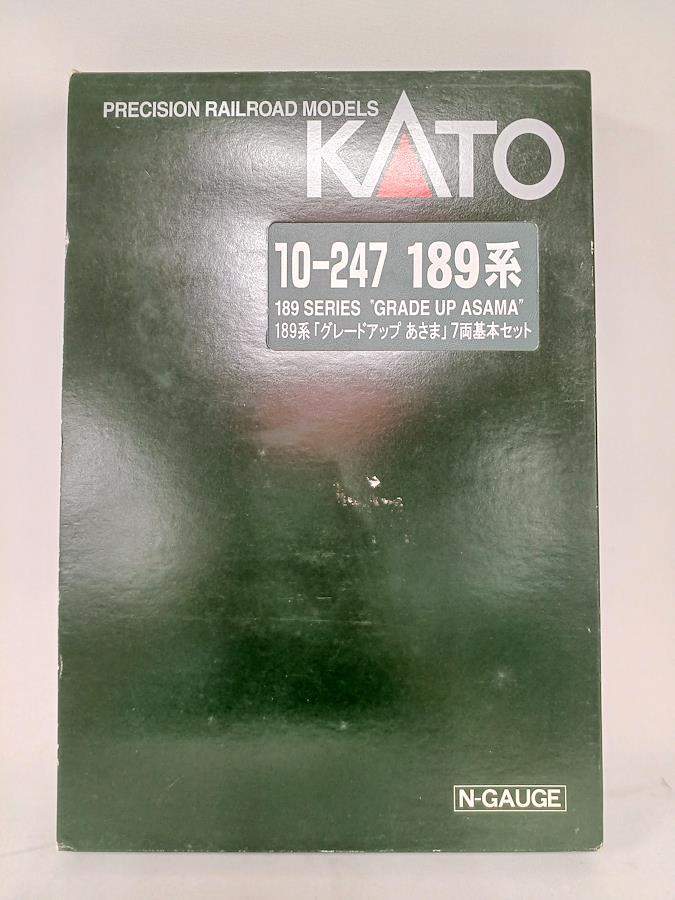 PRECISION RAILROAD MODELS
KATO
10-247 189系
189 SERIES "GRADE UP ASAMA"
189系「グレードアップ あさま」7両基本セット
N-GAUGE